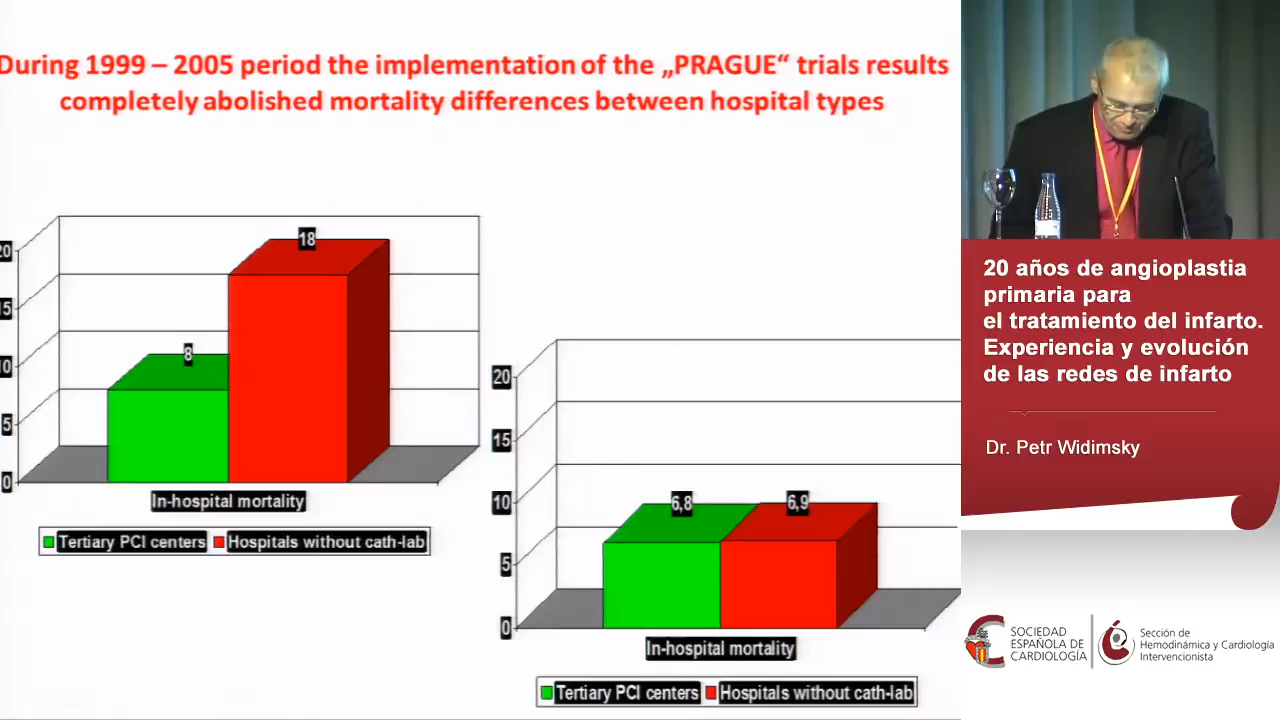 During 1999 – 2005 period the implementation of the „PRAGUE“ trials results
completely abolished mortality differences between hospital types
20
15
10
5
0
8
18
In-hospital mortality
Tertiary PCI centers
Hospitals without cath-lab
20
15
10
5
0
6,8
6,9
In-hospital mortality
Tertiary PCI centers
Hospitals without cath-lab
20 años de angioplastia
primaria para
el tratamiento del infarto.
Experiencia y evolución
de las redes de infarto
Dr. Petr Widimsky
SOCIEDAD
ESPAÑOLA DE
CARDIOLOGÍA
Sección de
Hemodinámica y Cardiología
Intervencionista